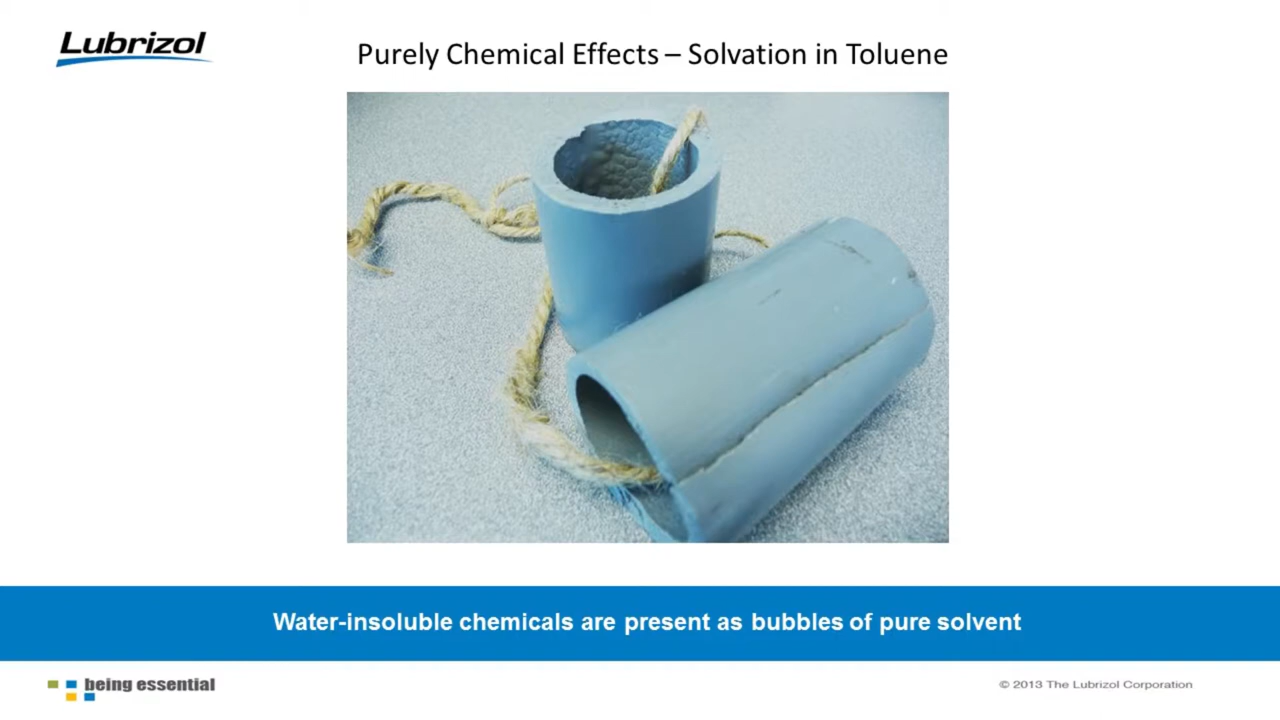 Lubrizol
Purely Chemical Effects – Solvation in Toluene
Water-insoluble chemicals are present as bubbles of pure solvent
being essential
© 2013 The Lubrizol Corporation